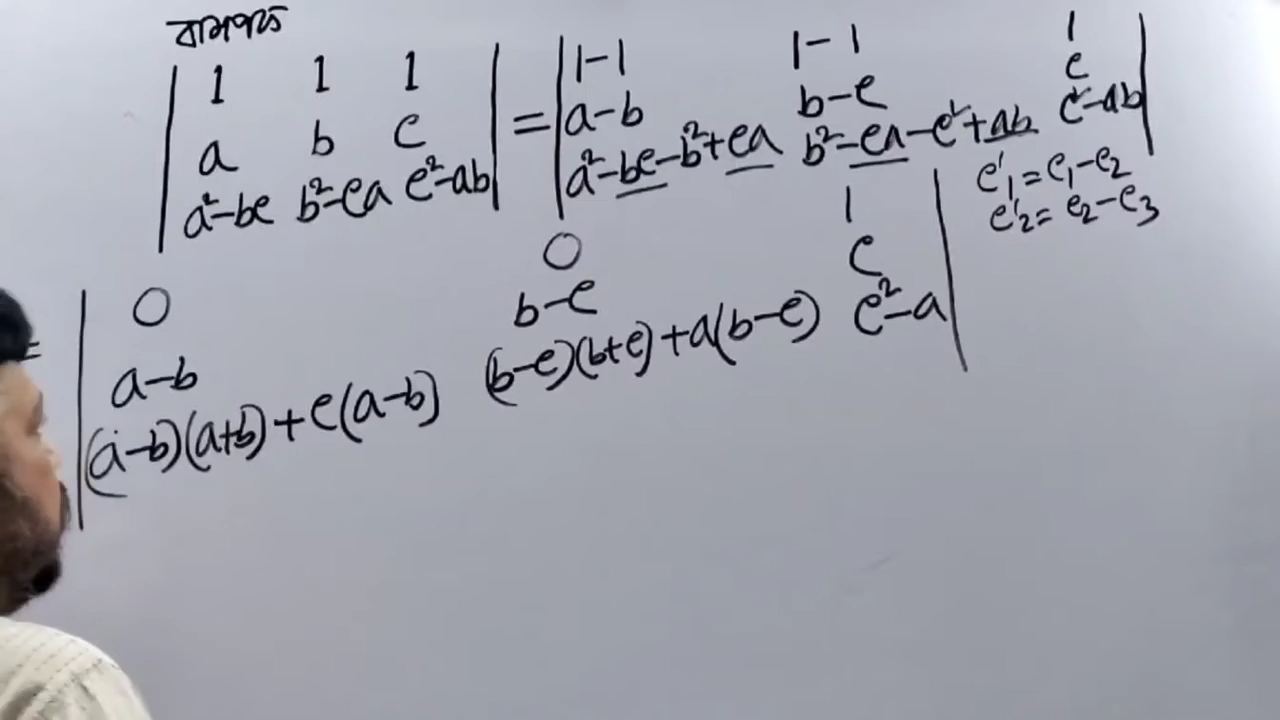 বামপক্ষ
| 1 1 1 | = | 1-1 1-1 1 |
| a b c | | a-b b-c c |
| a²-bc b²-ca c²-ab | | a²-bc-b²+ca b²-ca-c²+ab c²-ab |
c'₁ = c₁-c₂
c'₂ = c₂-c₃
= | 0 0 1 |
| a-b b-c c |
| (a-b)(a+b)+c(a-b) (b-c)(b+c)+a(b-c) c²-a |